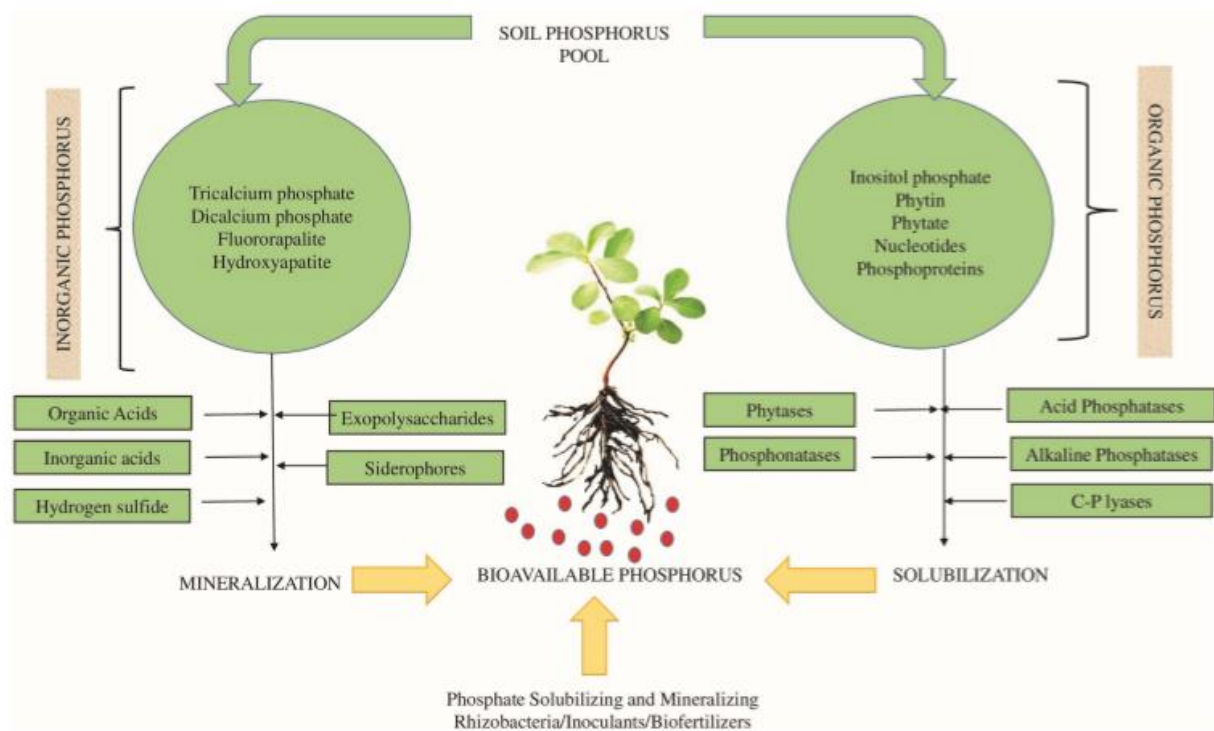 SOIL PHOSPHORUS
POOL
INORGANIC PHOSPHORUS
Tricalcium phosphate
Dicalcium phosphate
Fluororapalite
Hydroxyapatite
Inositol phosphate
Phytin
Phytate
Nucleotides
Phosphoproteins
ORGANIC PHOSPHORUS
Organic Acids
Exopolysaccharides
Inorganic acids
Siderophores
Hydrogen sulfide
Phytases
Acid Phosphatases
Phosphonatases
Alkaline Phosphatases
C-P lyases
MINERALIZATION
BIOAVAILABLE PHOSPHORUS
SOLUBILIZATION
Phosphate Solubilizing and Mineralizing
Rhizobacteria/Inoculants/Biofertilizers